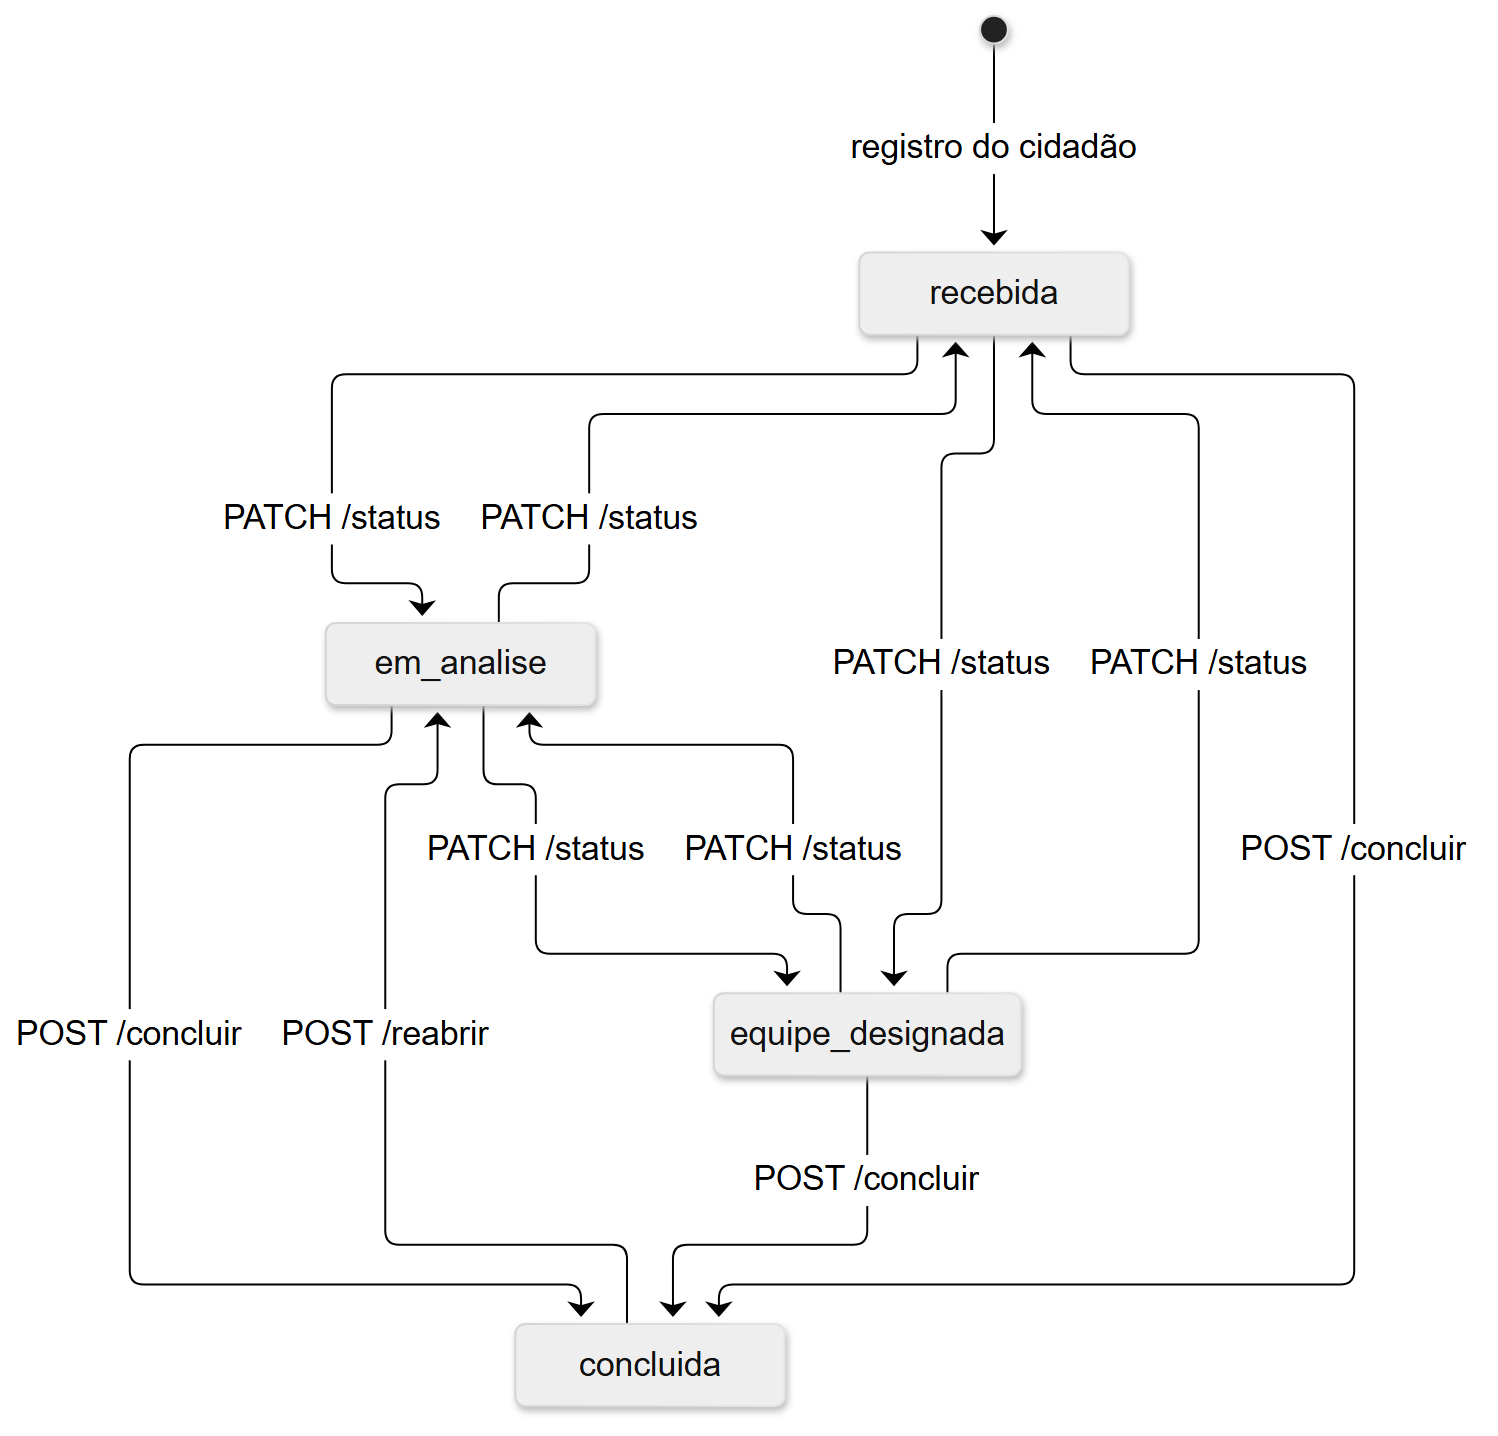 registro do cidadão
recebida
PATCH /status
PATCH /status
em_analise
PATCH /status
PATCH /status
PATCH /status
PATCH /status
POST /concluir
POST /concluir
POST /reabrir
equipe_designada
POST /concluir
concluida